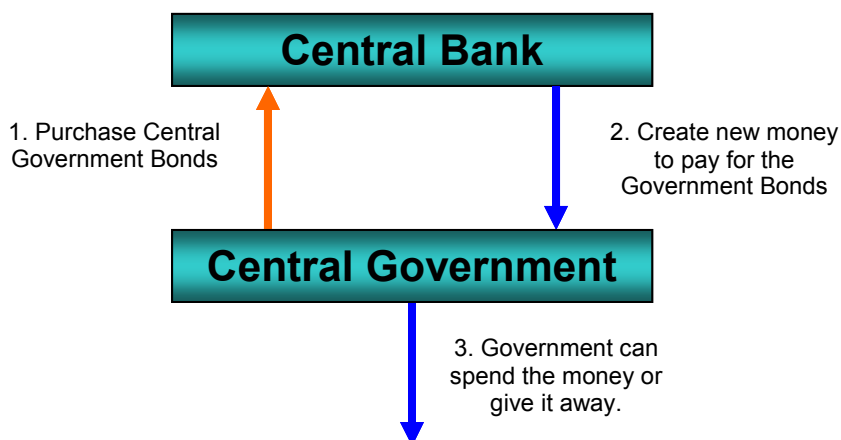 Central Bank
1. Purchase Central
Government Bonds
2. Create new money
to pay for the
Government Bonds
Central Government
3. Government can
spend the money or
give it away.